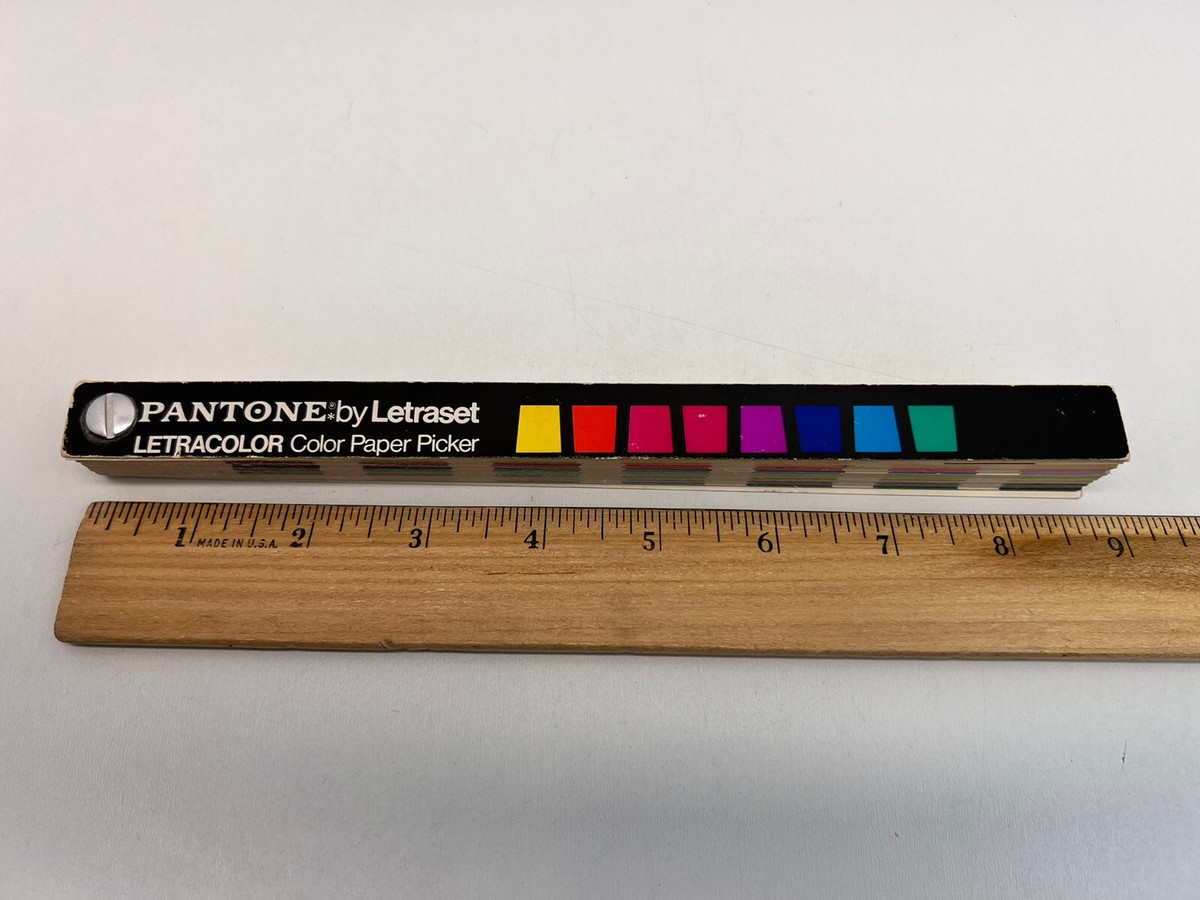 PANTONE®* by Letraset
LETRACOLOR Color Paper Picker
1 2 3 4 5 6 7 8 9
MADE IN U.S.A.